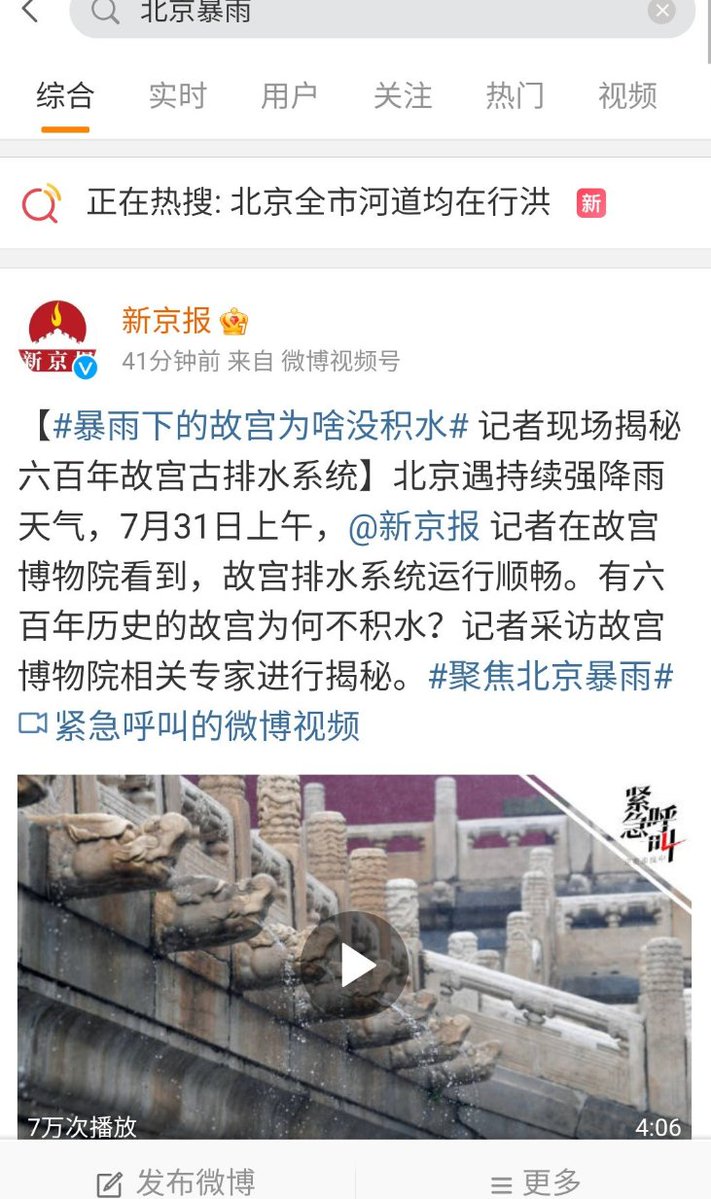 北京暴雨
综合 实时 用户 关注 热门 视频
正在热搜: 北京全市河道均在行洪 新
新京报
新京报
41分钟前 来自 微博视频号
【#暴雨下的故宫为啥没积水# 记者现场揭秘
六百年故宫古排水系统】北京遇持续强降雨
天气，7月31日上午，@新京报 记者在故宫
博物院看到，故宫排水系统运行顺畅。有六
百年历史的故宫为何不积水？记者采访故宫
博物院相关专家进行揭秘。#聚焦北京暴雨#
紧急呼叫的微博视频
紧急呼叫
7万次播放 4:06
发布微博 更多